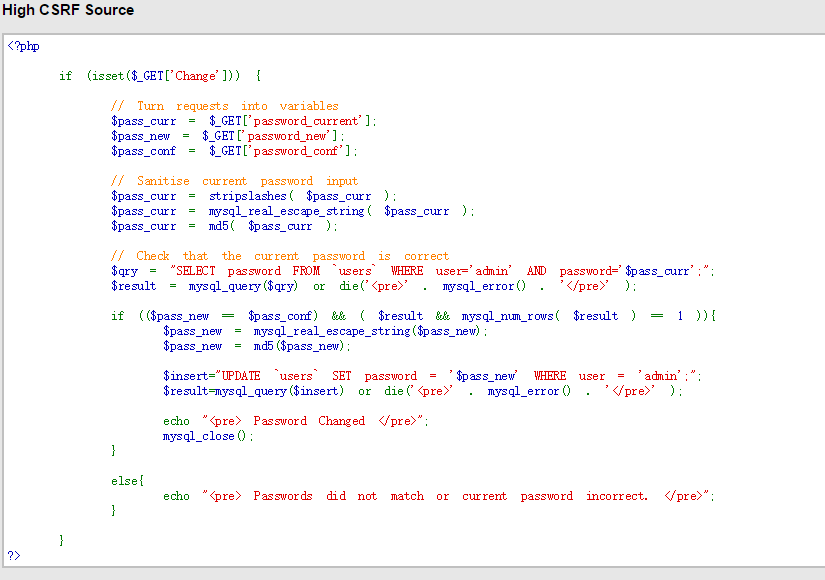 High CSRF Source
<?php
if (isset($_GET['Change'])) {
// Turn requests into variables
$pass_curr = $_GET['password_current'];
$pass_new = $_GET['password_new'];
$pass_conf = $_GET['password_conf'];
// Sanitise current password input
$pass_curr = stripslashes( $pass_curr );
$pass_curr = mysql_real_escape_string( $pass_curr );
$pass_curr = md5( $pass_curr );
// Check that the current password is correct
$qry = "SELECT password FROM `users` WHERE user='admin' AND password='$pass_curr';";
$result = mysql_query($qry) or die('<pre>' . mysql_error() . '</pre>' );
if (($pass_new == $pass_conf) && ( $result && mysql_num_rows( $result ) == 1 )){
$pass_new = mysql_real_escape_string($pass_new);
$pass_new = md5($pass_new);
$insert="UPDATE `users` SET password = '$pass_new' WHERE user = 'admin';";
$result=mysql_query($insert) or die('<pre>' . mysql_error() . '</pre>' );
echo "<pre> Password Changed </pre>";
mysql_close();
}
else{
echo "<pre> Passwords did not match or current password incorrect. </pre>";
}
}
?>